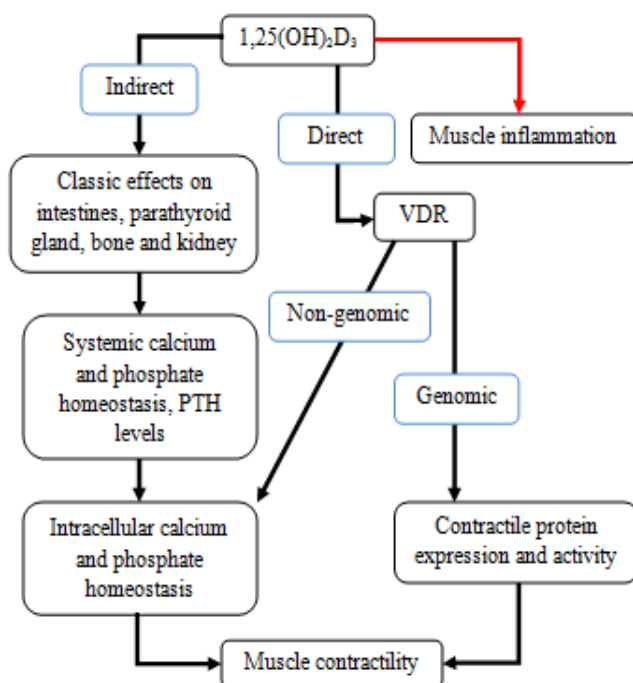 1,25(OH)₂D₃
Indirect
Direct
Muscle inflammation
Classic effects on
intestines, parathyroid
gland, bone and kidney
VDR
Non-genomic
Systemic calcium
and phosphate
homeostasis, PTH
levels
Genomic
Intracellular calcium
and phosphate
homeostasis
Contractile protein
expression and activity
Muscle contractility